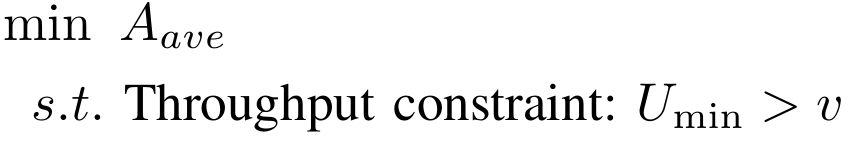 min A_{ave}
s.t. Throughput constraint: U_{min} > v